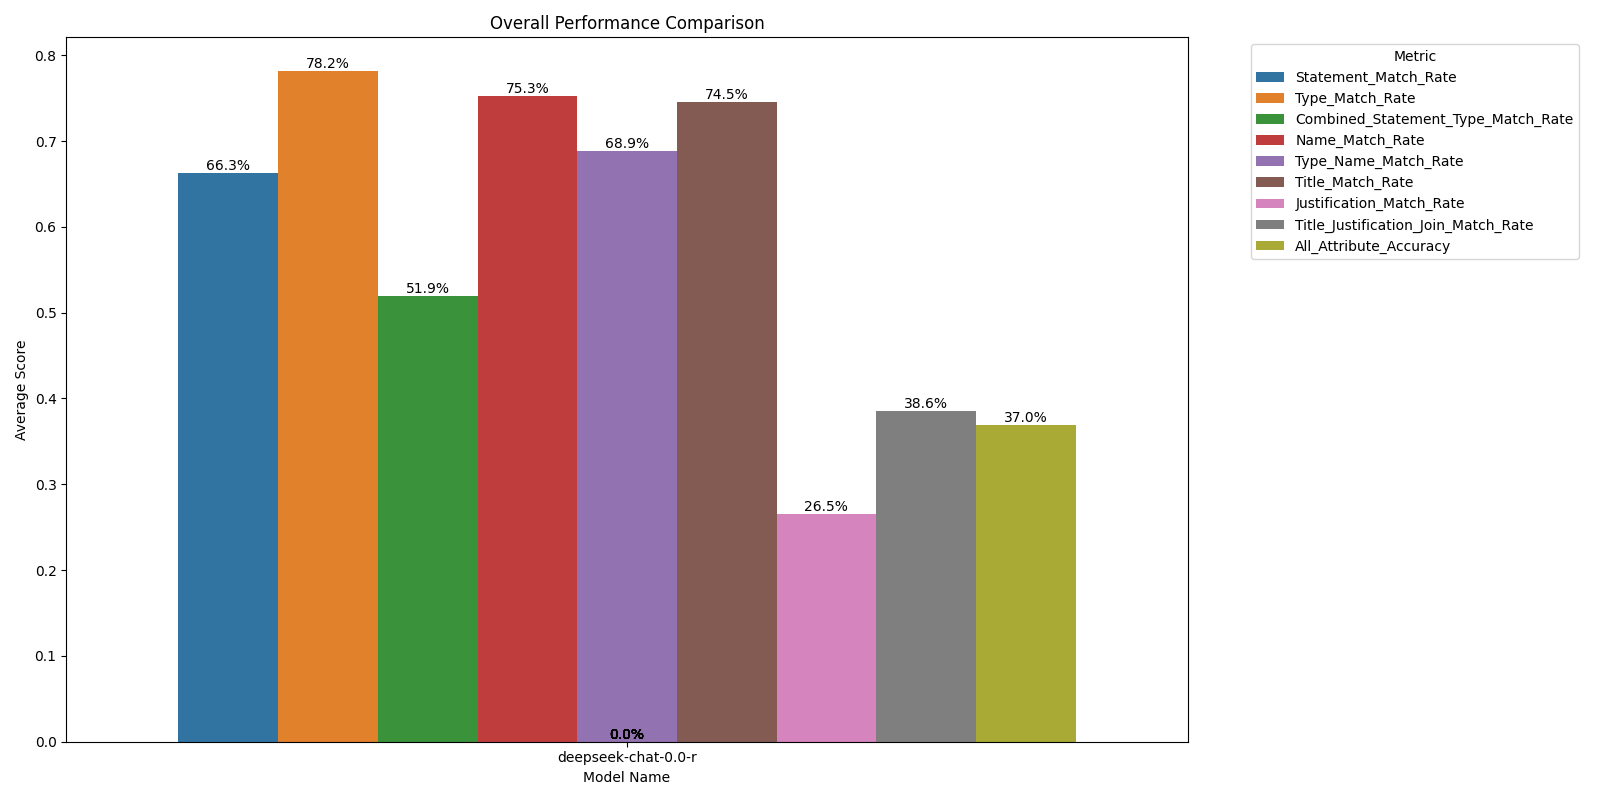 Overall Performance Comparison
Average Score
0.8
0.7
0.6
0.5
0.4
0.3
0.2
0.1
0.0
66.3%
78.2%
51.9%
75.3%
68.9%
74.5%
26.5%
38.6%
37.0%
0.0%
deepseek-chat-0.0-r
Model Name
Metric
Statement_Match_Rate
Type_Match_Rate
Combined_Statement_Type_Match_Rate
Name_Match_Rate
Type_Name_Match_Rate
Title_Match_Rate
Justification_Match_Rate
Title_Justification_Join_Match_Rate
All_Attribute_Accuracy